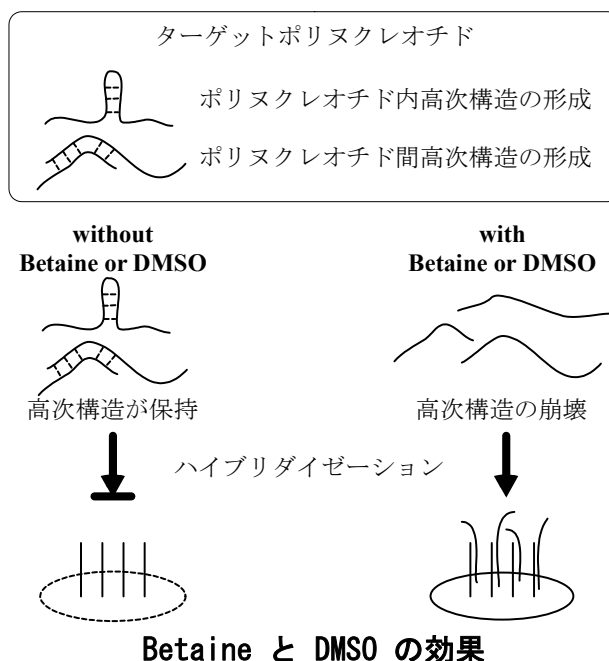 ターゲットポリヌクレオチド
ポリヌクレオチド内高次構造の形成
ポリヌクレオチド間高次構造の形成
without
Betaine or DMSO
with
Betaine or DMSO
高次構造が保持
高次構造の崩壊
ハイブリダイゼーション
Betaine と DMSO の効果